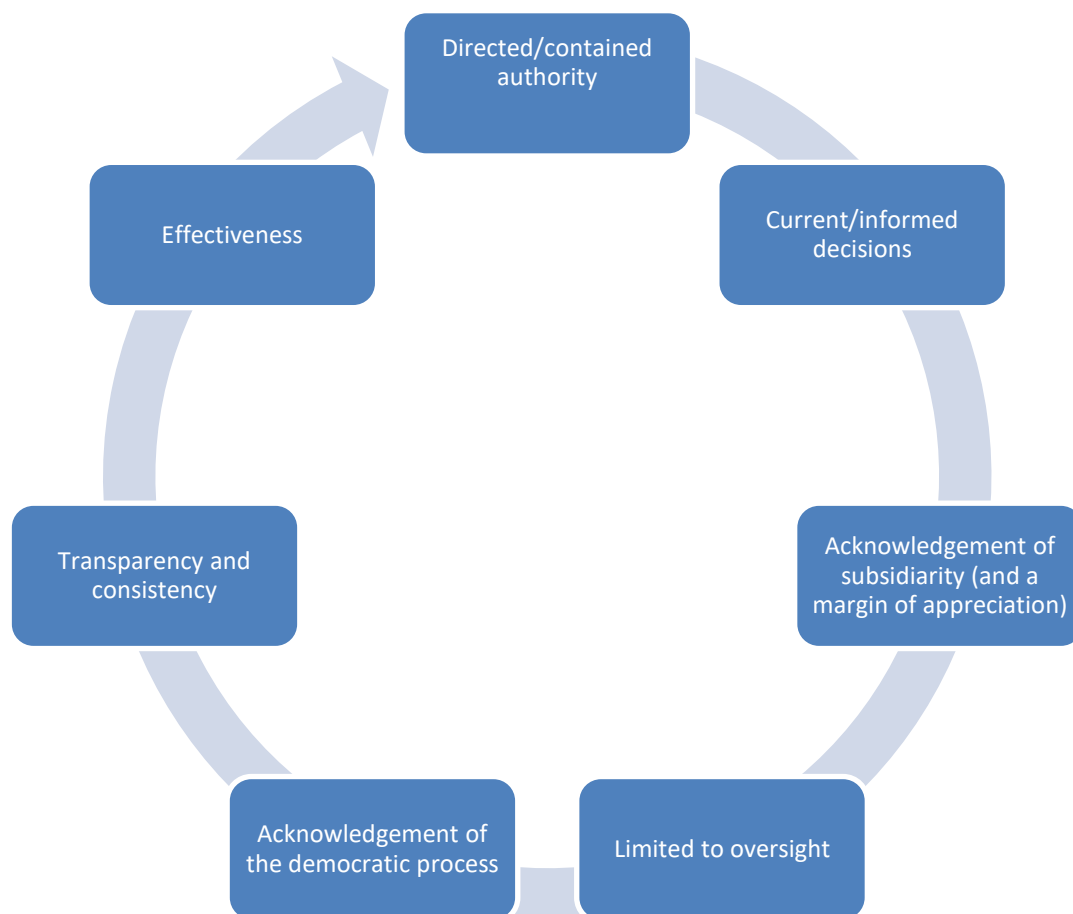 Directed/contained
authority
Current/informed
decisions
Acknowledgement of
subsidiarity (and a
margin of appreciation)
Limited to oversight
Acknowledgement of
the democratic process
Transparency and
consistency
Effectiveness